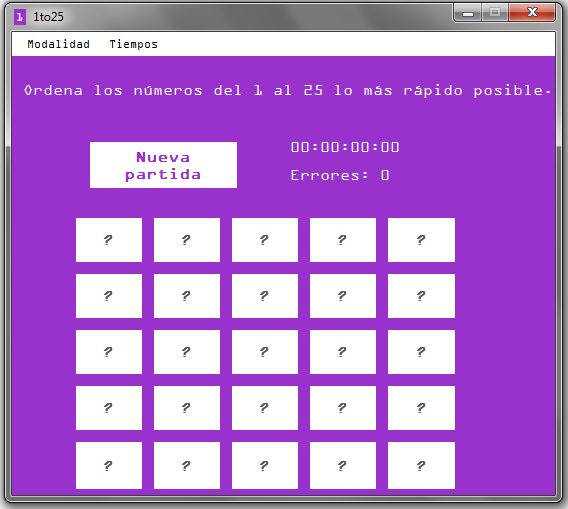 1 1to25
Modalidad Tiempos
Ordena los números del 1 al 25 lo más rápido posible.
Nueva
partida
00:00:00:00
Errores: 0
? ? ? ? ?
? ? ? ? ?
? ? ? ? ?
? ? ? ? ?
? ? ? ? ?